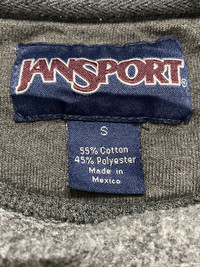 JANSPORT®
S
55% Cotton
45% Polyester
Made in
Mexico